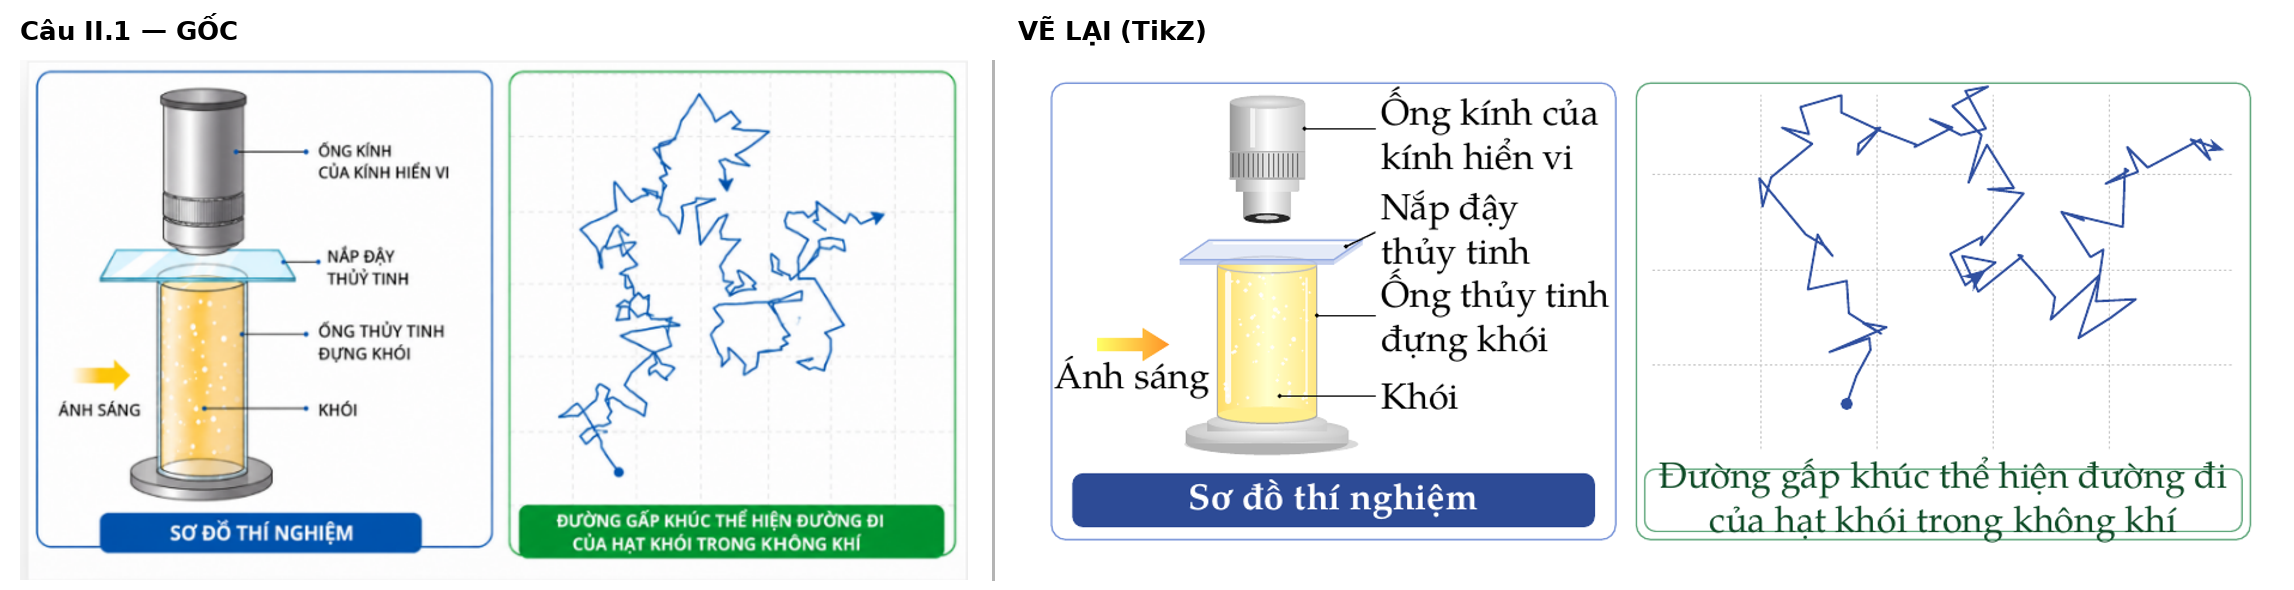 Câu II.1 — GỐC
ỐNG KÍNH
CỦA KÍNH HIỂN VI
NẮP ĐẬY
THỦY TINH
ỐNG THỦY TINH
ĐỰNG KHÓI
ÁNH SÁNG
KHÓI
SƠ ĐỒ THÍ NGHIỆM
ĐƯỜNG GẤP KHÚC THỂ HIỆN ĐƯỜNG ĐI
CỦA HẠT KHÓI TRONG KHÔNG KHÍ
VẼ LẠI (TikZ)
Ống kính của
kính hiển vi
Nắp đậy
thủy tinh
Ống thủy tinh
đựng khói
Ánh sáng
Khói
Sơ đồ thí nghiệm
Đường gấp khúc thể hiện đường đi
của hạt khói trong không khí